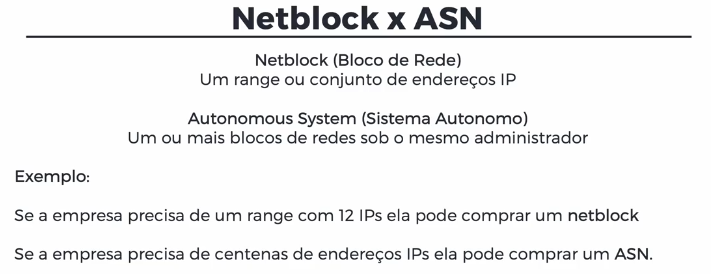 Netblock x ASN
Netblock (Bloco de Rede)
Um range ou conjunto de endereços IP
Autonomous System (Sistema Autonomo)
Um ou mais blocos de redes sob o mesmo administrador
Exemplo:
Se a empresa precisa de um range com 12 IPs ela pode comprar um netblock
Se a empresa precisa de centenas de endereços IPs ela pode comprar um ASN.